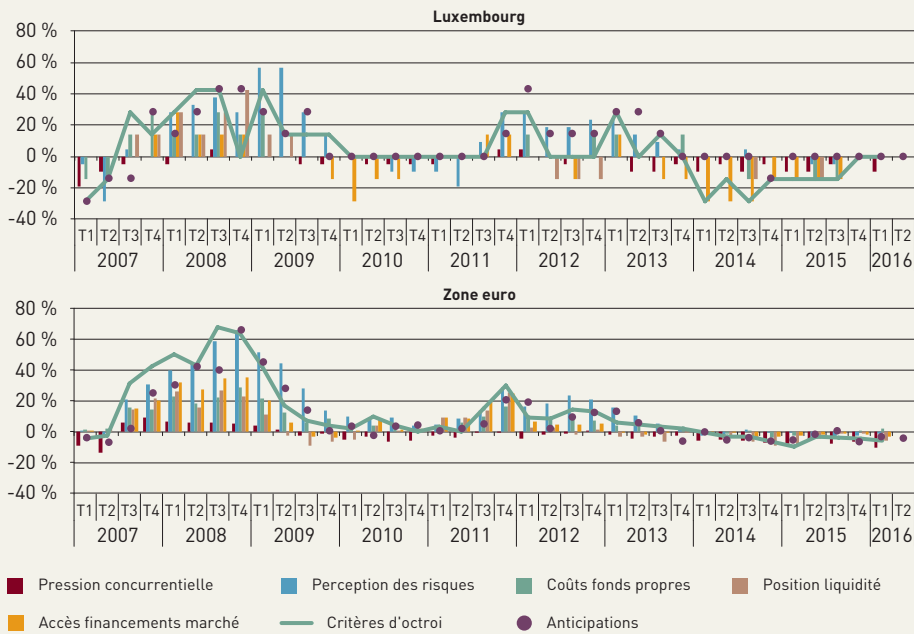 Luxembourg
80 %
60 %
40 %
20 %
0 %
-20 %
-40 %
T1 T2 T3 T4 T1 T2 T3 T4 T1 T2 T3 T4 T1 T2 T3 T4 T1 T2 T3 T4 T1 T2 T3 T4 T1 T2 T3 T4 T1 T2 T3 T4 T1 T2 T3 T4 T1 T2
2007 2008 2009 2010 2011 2012 2013 2014 2015 2016
Zone euro
80 %
60 %
40 %
20 %
0 %
-20 %
-40 %
T1 T2 T3 T4 T1 T2 T3 T4 T1 T2 T3 T4 T1 T2 T3 T4 T1 T2 T3 T4 T1 T2 T3 T4 T1 T2 T3 T4 T1 T2 T3 T4 T1 T2 T3 T4 T1 T2
2007 2008 2009 2010 2011 2012 2013 2014 2015 2016
Pression concurrentielle Perception des risques Coûts fonds propres Position liquidité
Accès financements marché Critères d'octroi Anticipations